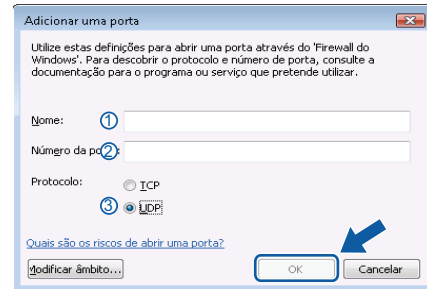 Adicionar uma porta
Utilize estas definições para abrir uma porta através do 'Firewall do
Windows'. Para descobrir o protocolo e número de porta, consulte a
documentação para o programa ou serviço que pretende utilizar.
Nome: 1
Número da po 2 :
Protocolo: TCP
3 UDP
Quais são os riscos de abrir uma porta?
Modificar âmbito... OK Cancelar